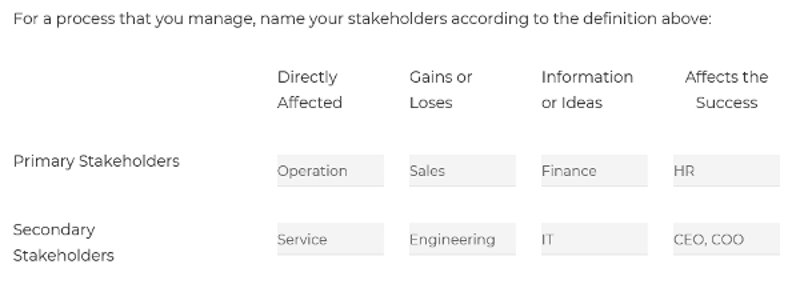 For a process that you manage, name your stakeholders according to the definition above:
Directly Gains or Information Affects the
Affected Loses or Ideas Success
Primary Stakeholders Operation Sales Finance HR
Secondary
Stakeholders Service Engineering IT CEO, COO